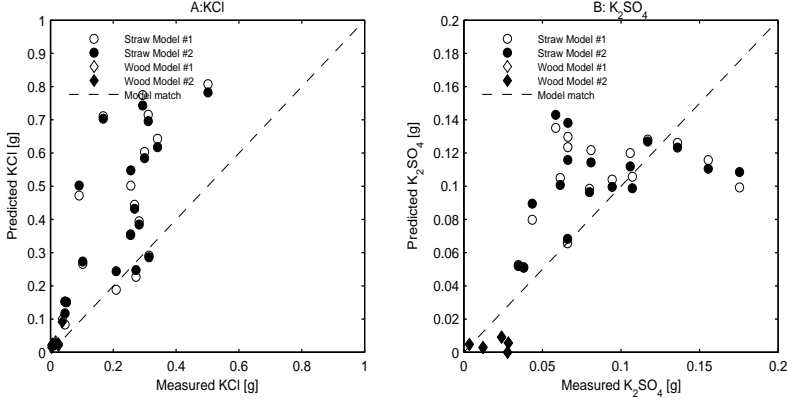 A:KCl
1
0.9
0.8
0.7
0.6
0.5
0.4
0.3
0.2
0.1
0
Predicted KCl [g]
Straw Model #1
Straw Model #2
Wood Model #1
Wood Model #2
Model match
0 0.2 0.4 0.6 0.8 1
Measured KCl [g]
B: K₂SO₄
0.2
0.18
0.16
0.14
0.12
0.1
0.08
0.06
0.04
0.02
0
Predicted K₂SO₄ [g]
Straw Model #1
Straw Model #2
Wood Model #1
Wood Model #2
Model match
0 0.05 0.1 0.15 0.2
Measured K₂SO₄ [g]